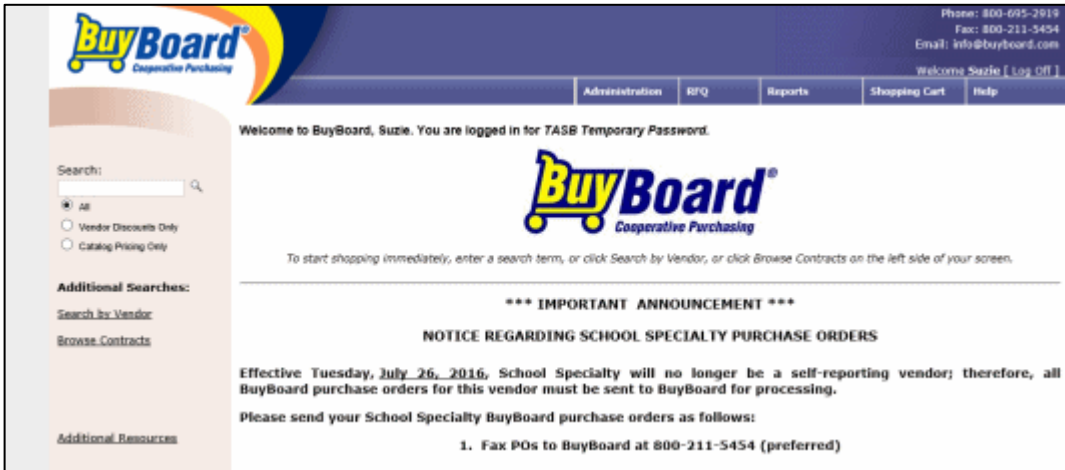 BuyBoard®
Cooperative Purchasing
Phone: 800-695-2919
Fax: 800-211-5454
Email: info@buyboard.com
Welcome Suzie [ Log Off ]
Administration RFQ Reports Shopping Cart Help
Welcome to BuyBoard, Suzie. You are logged in for TASB Temporary Password.
Search:
All
Vendor Discounts Only
Catalog Pricing Only
Additional Searches:
Search by Vendor
Browse Contracts
Additional Resources
BuyBoard®
Cooperative Purchasing
To start shopping immediately, enter a search term, or click Search by Vendor, or click Browse Contracts on the left side of your screen.
*** IMPORTANT ANNOUNCEMENT ***
NOTICE REGARDING SCHOOL SPECIALTY PURCHASE ORDERS
Effective Tuesday, July 26, 2016, School Specialty will no longer be a self-reporting vendor; therefore, all
BuyBoard purchase orders for this vendor must be sent to BuyBoard for processing.
Please send your School Specialty BuyBoard purchase orders as follows:
1. Fax POs to BuyBoard at 800-211-5454 (preferred)